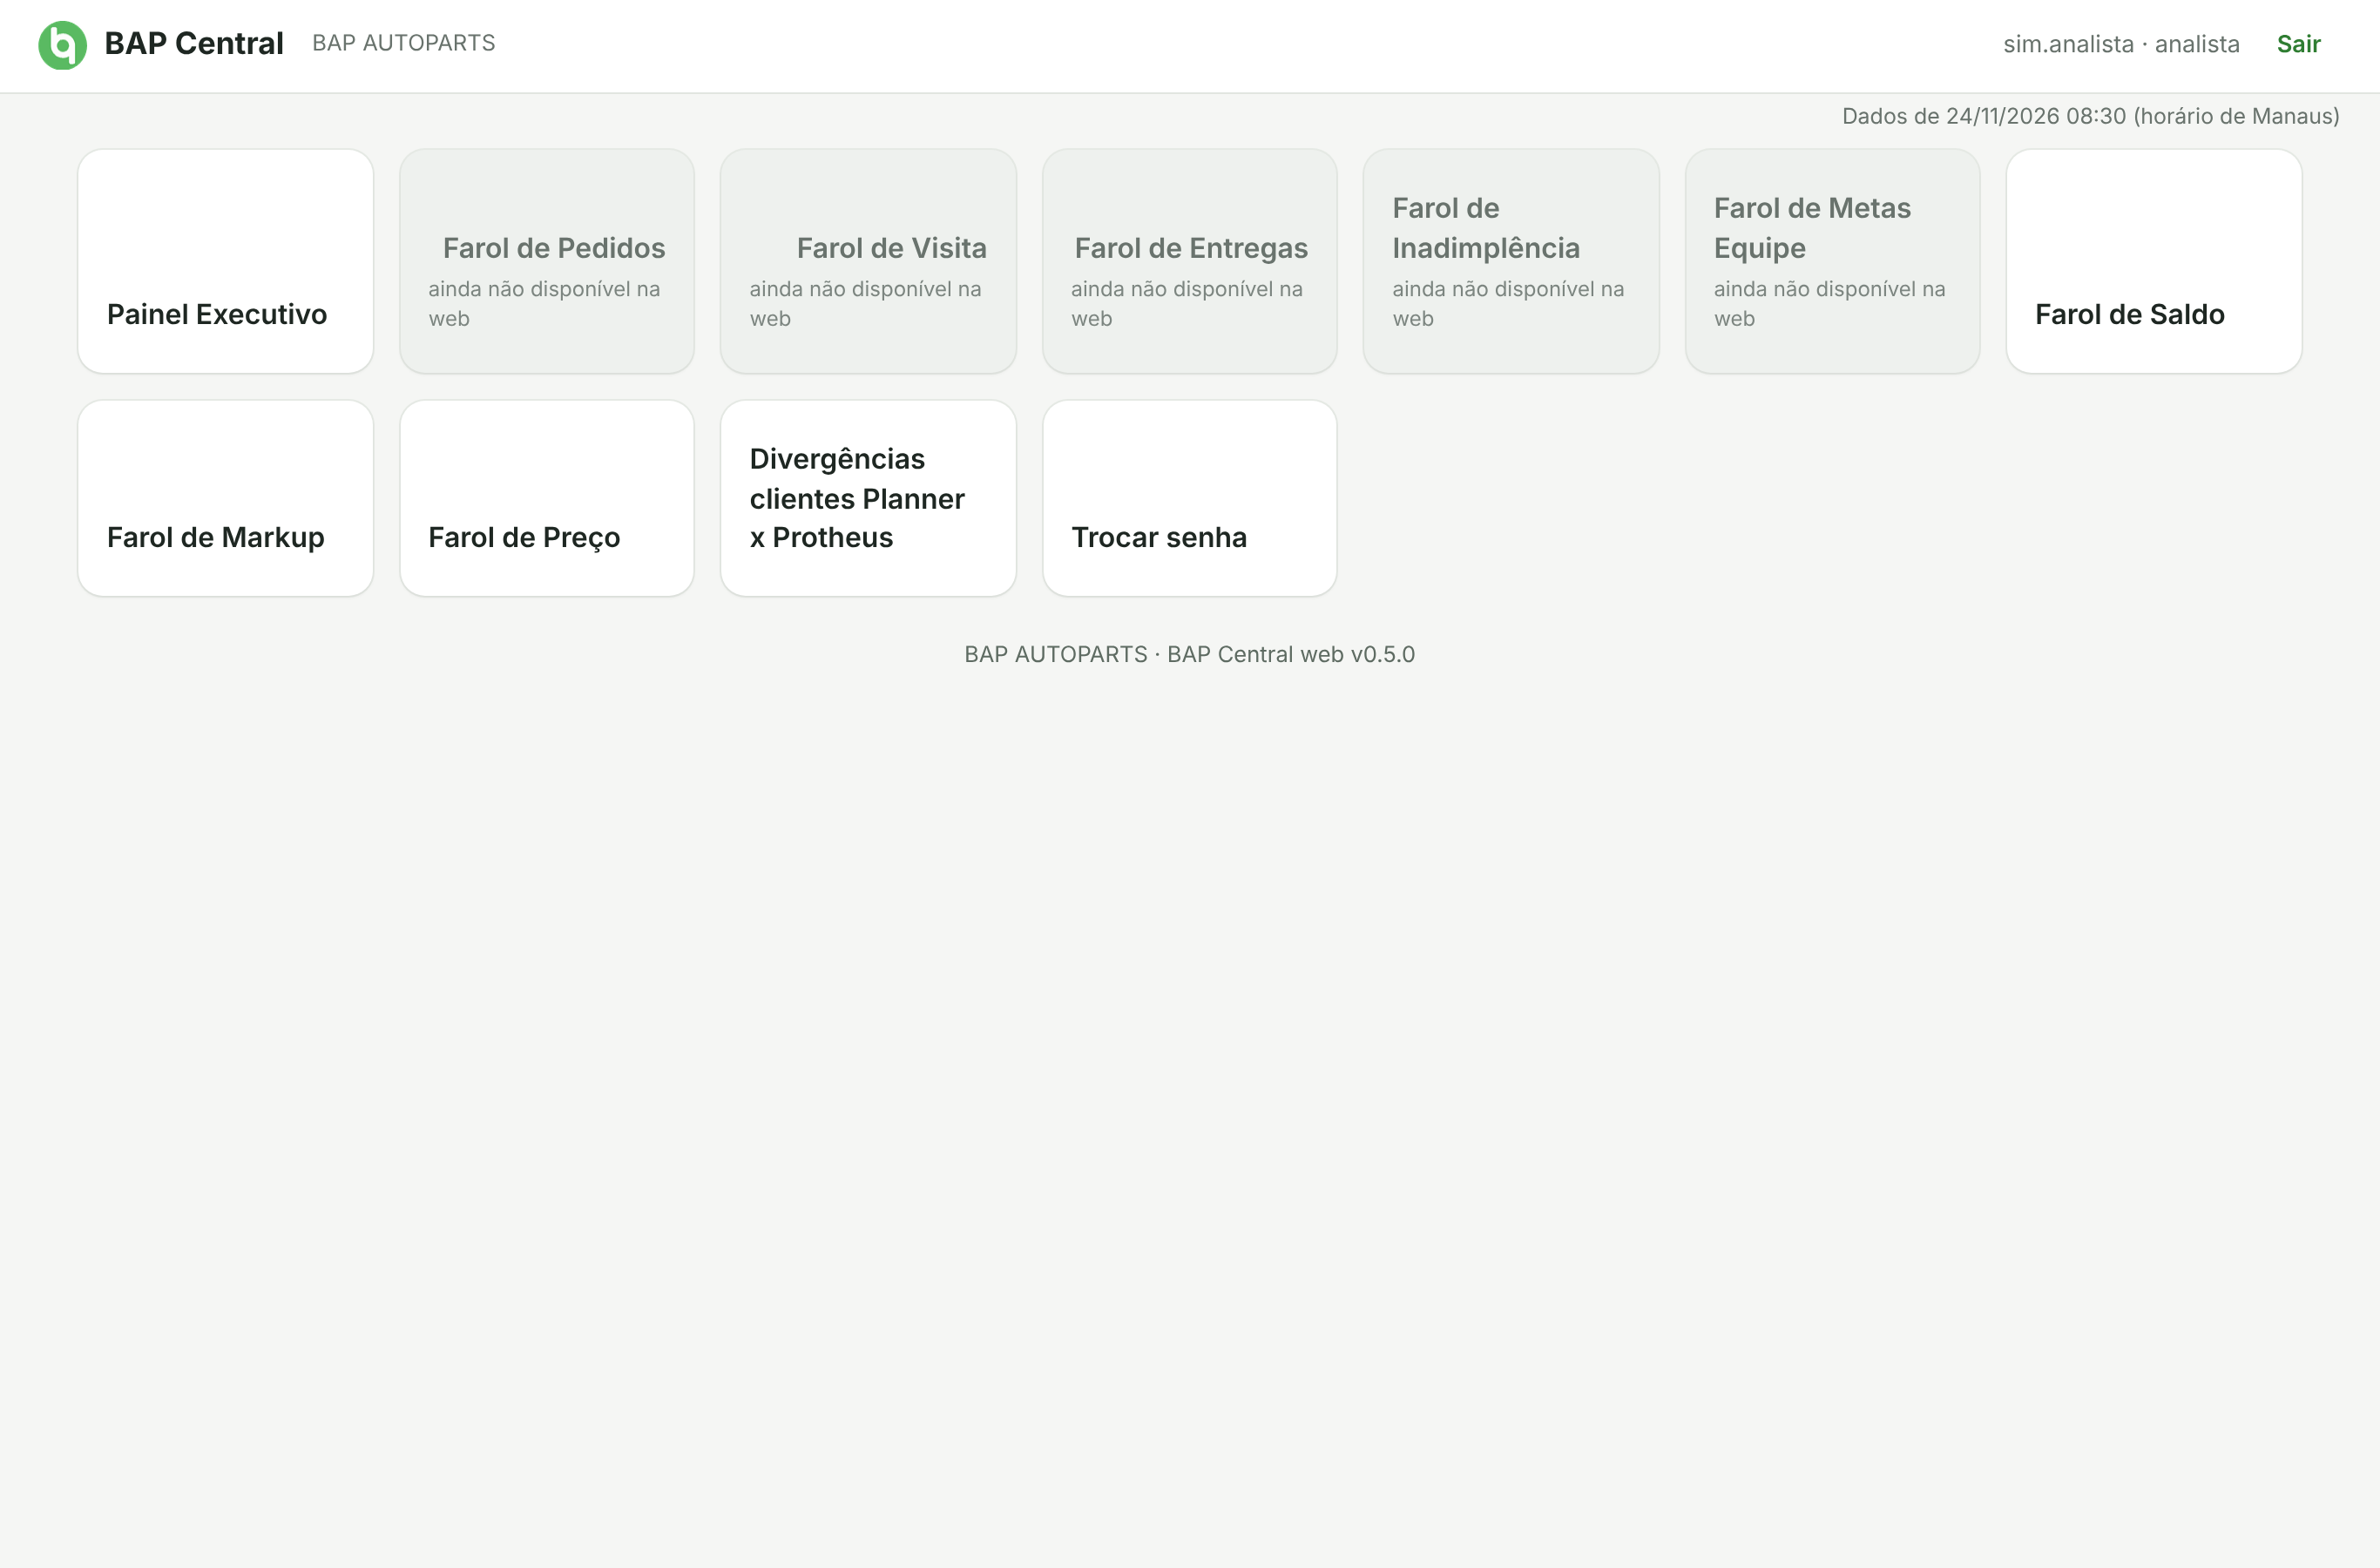 BAP Central BAP AUTOPARTS
sim.analista · analista Sair
Dados de 24/11/2026 08:30 (horário de Manaus)
Painel Executivo
Farol de Pedidos
ainda não disponível na
web
Farol de Visita
ainda não disponível na
web
Farol de Entregas
ainda não disponível na
web
Farol de
Inadimplência
ainda não disponível na
web
Farol de Metas
Equipe
ainda não disponível na
web
Farol de Saldo
Farol de Markup
Farol de Preço
Divergências
clientes Planner
x Protheus
Trocar senha
BAP AUTOPARTS · BAP Central web v0.5.0